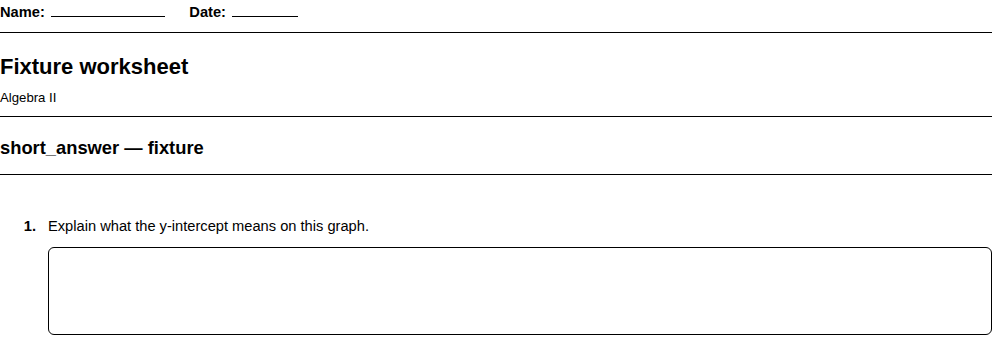 Name: Date:
Fixture worksheet
Algebra II
short_answer — fixture
1. Explain what the y-intercept means on this graph.